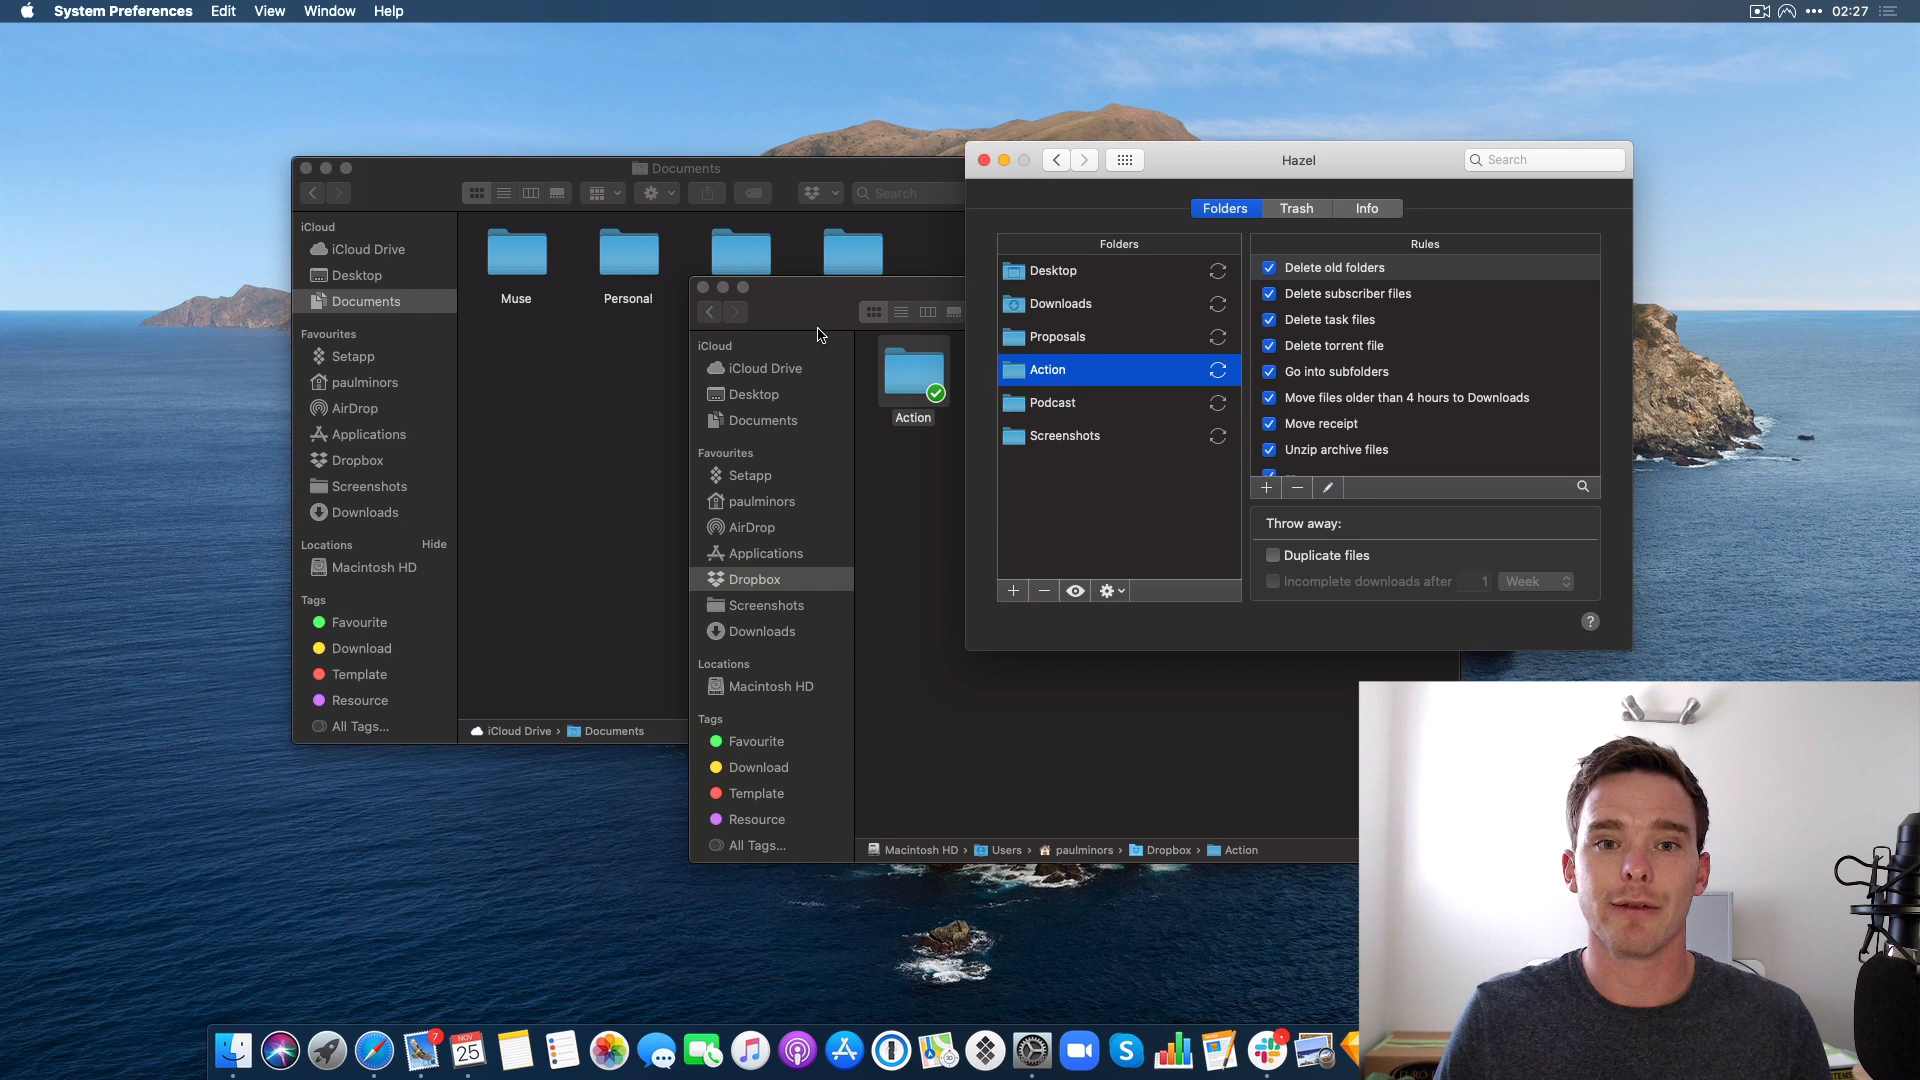 System Preferences Edit View Window Help
02:27
Documents
Search
iCloud
iCloud Drive
Desktop
Documents
Favourites
Setapp
paulminors
AirDrop
Applications
Dropbox
Screenshots
Downloads
Locations Hide
Macintosh HD
Tags
Favourite
Download
Template
Resource
All Tags...
Muse
Personal
iCloud Drive › Documents
iCloud
iCloud Drive
Desktop
Documents
Favourites
Setapp
paulminors
AirDrop
Applications
Dropbox
Screenshots
Downloads
Locations
Macintosh HD
Tags
Favourite
Download
Template
Resource
All Tags...
Action
Macintosh HD › Users › paulminors › Dropbox › Action
Hazel
Search
Folders Trash Info
Folders
Desktop
Downloads
Proposals
Action
Podcast
Screenshots
Rules
Delete old folders
Delete subscriber files
Delete task files
Delete torrent file
Go into subfolders
Move files older than 4 hours to Downloads
Move receipt
Unzip archive files
Throw away:
Duplicate files
Incomplete downloads after 1 Week
?
7
NOV
25
3D